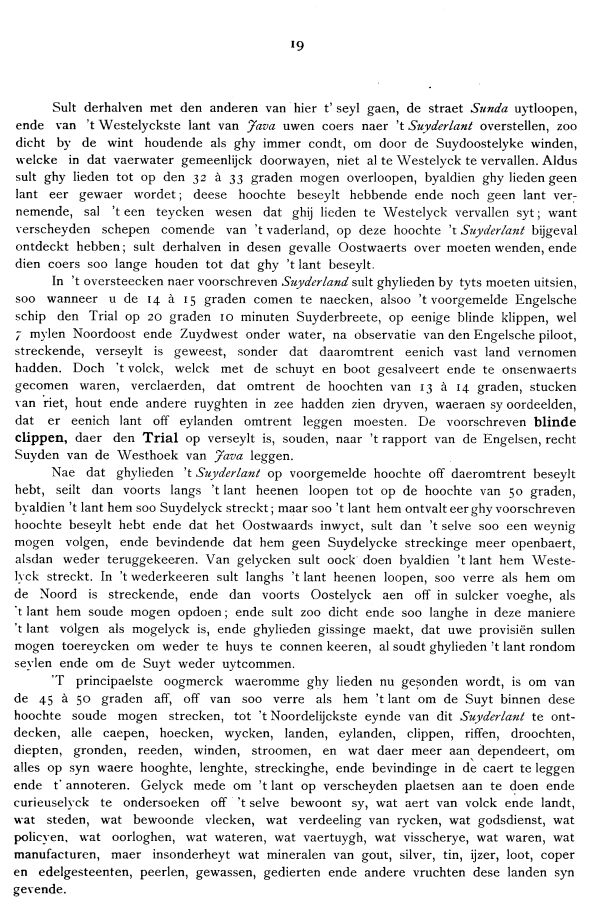 19
Sult derhalven met den anderen van hier t' seyl gaen, de straet Sunda uytloopen,
ende van 't Westelyckste lant van Java uwen coers naer 't Suyderlant overstellen, zoo
dicht by de wint houdende als ghy immer condt, om door de Suydoostelyke winden,
welcke in dat vaerwater gemeenlijck doorwayen, niet al te Westelyck te vervallen. Aldus
sult ghy lieden tot op den 32 à 33 graden mogen overloopen, byaldien ghy lieden geen
lant eer gewaer wordet; deese hoochte beseylt hebbende ende noch geen lant ver-
nemende, sal 't een teycken wesen dat ghij lieden te Westelyck vervallen syt; want
verscheyden schepen comende van 't vaderland, op deze hoochte 't Suyderlant bijgeval
ontdeckt hebben; sult derhalven in desen gevalle Oostwaerts over moeten wenden, ende
dien coers soo lange houden tot dat ghy 't lant beseylt.
In 't oversteecken naer voorschreven Suyderland sult ghylieden by tyts moeten uitsien,
soo wanneer u de 14 à 15 graden comen te naecken, alsoo 't voorgemelde Engelsche
schip den Trial op 20 graden 10 minuten Suyderbreete, op eenige blinde klippen, wel
7 mylen Noordoost ende Zuydwest onder water, na observatie van den Engelsche piloot,
streckende, verseylt is geweest, sonder dat daaromtrent eenich vast land vernomen
hadden. Doch 't volck, welck met de schuyt en boot gesalveert ende te onsenwaerts
gecomen waren, verclaerden, dat omtrent de hoochten van 13 à 14 graden, stucken
van riet, hout ende andere ruyghten in zee hadden zien dryven, waeraen sy oordeelden,
dat er eenich lant off eylanden omtrent leggen moesten. De voorschreven blinde
clippen, daer den Trial op verseylt is, souden, naar 't rapport van de Engelsen, recht
Suyden van de Westhoek van Java leggen.
Nae dat ghylieden 't Suyderlant op voorgemelde hoochte off daeromtrent beseylt
hebt, seilt dan voorts langs 't lant heenen loopen tot op de hoochte van 50 graden,
byaldien 't lant hem soo Suydelyck streckt; maar soo 't lant hem ontvalt eer ghy voorschreven
hoochte beseylt hebt ende dat het Oostwaards inwyct, sult dan 't selve soo een weynig
mogen volgen, ende bevindende dat hem geen Suydelycke streckinge meer openbaert,
alsdan weder teruggekeeren. Van gelycken sult oock doen byaldien 't lant hem Weste-
lyck streckt. In 't wederkeeren sult langhs 't lant heenen loopen, soo verre als hem om
de Noord is streckende, ende dan voorts Oostelyck aen off in sulcker voeghe, als
't lant hem soude mogen opdoen; ende sult zoo dicht ende soo langhe in deze maniere
't lant volgen als mogelyck is, ende ghylieden gissinge maekt, dat uwe provisiën sullen
mogen toereycken om weder te huys te connen keeren, al soudt ghylieden 't lant rondom
seylen ende om de Suyt weder uytcommen.
'T principaelste oogmerck waeromme ghy lieden nu gesonden wordt, is om van
de 45 à 50 graden aff, off van soo verre als hem 't lant om de Suyt binnen dese
hoochte soude mogen strecken, tot 't Noordelijckste eynde van dit Suyderlant te ont-
decken, alle caepen, hoecken, wycken, landen, eylanden, clippen, riffen, droochten,
diepten, gronden, reeden, winden, stroomen, en wat daer meer aan dependeert, om
alles op syn waere hooghte, lenghte, streckinghe, ende bevindinge in de caert te leggen
ende t' annoteren. Gelyck mede om 't lant op verscheyden plaetsen aan te doen ende
curieuselyck te ondersoeken off 't selve bewoont sy, wat aert van volck ende landt,
wat steden, wat bewoonde vlecken, wat verdeeling van rycken, wat godsdienst, wat
policyen, wat oorloghen, wat wateren, wat vaertuygh, wat visscherye, wat waren, wat
manufacturen, maer insonderheyt wat mineralen van gout, silver, tin, ijzer, loot, coper
en edelgesteenten, peerlen, gewassen, gedierten ende andere vruchten dese landen syn
gevende.